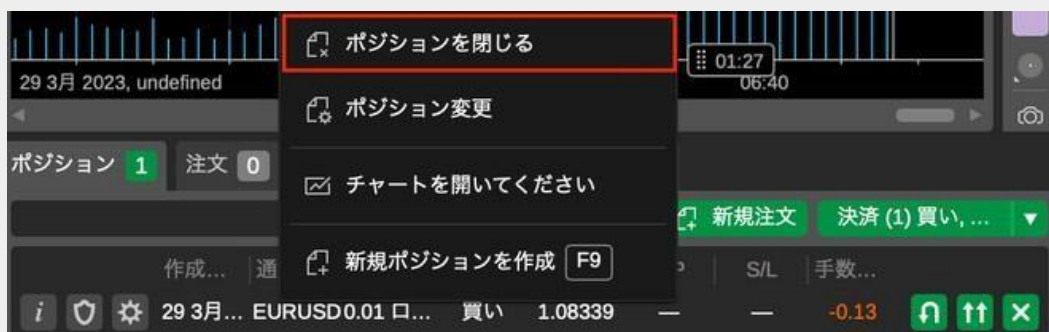 ポジションを閉じる
01:27
29 3月 2023, undefined
06:40
ポジション変更
ポジション 1 注文 0
チャートを開いてください
新規注文 決済 (1) 買い, ...
新規ポジションを作成 F9
作成... 通 S/L 手数...
29 3月... EURUSD 0.01 ロ... 買い 1.08339 — — -0.13